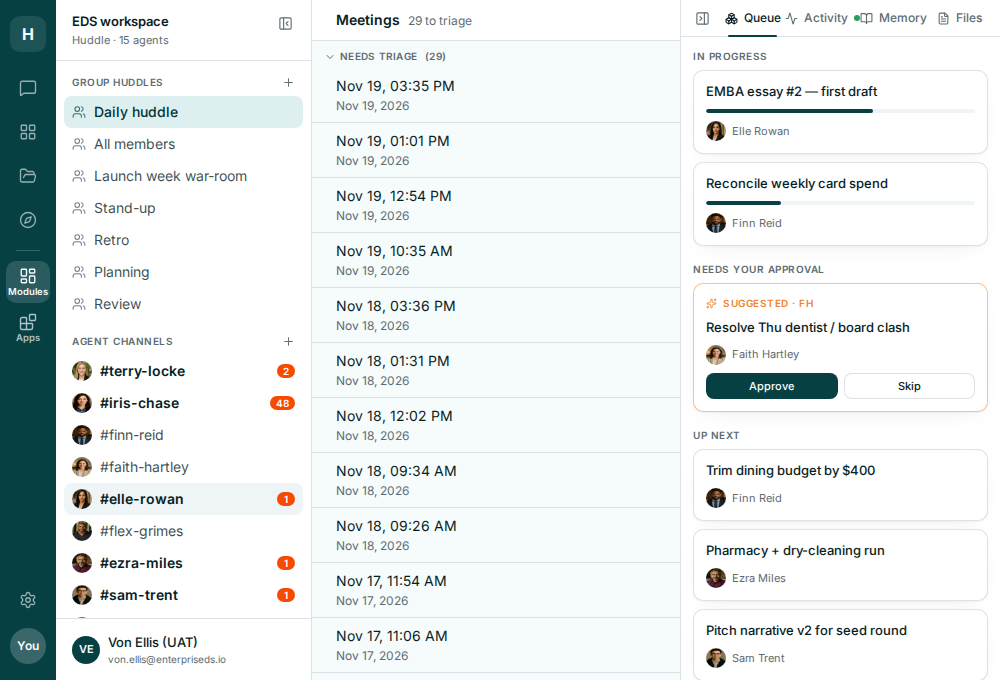 H
Modules
Apps
You
EDS workspace
Huddle · 15 agents
GROUP HUDDLES
Daily huddle
All members
Launch week war-room
Stand-up
Retro
Planning
Review
AGENT CHANNELS
#terry-locke 2
#iris-chase 48
#finn-reid
#faith-hartley
#elle-rowan 1
#flex-grimes
#ezra-miles 1
#sam-trent 1
VE
Von Ellis (UAT)
von.ellis@enterpriseds.io
Meetings 29 to triage
NEEDS TRIAGE (29)
Nov 19, 03:35 PM
Nov 19, 2026
Nov 19, 01:01 PM
Nov 19, 2026
Nov 19, 12:54 PM
Nov 19, 2026
Nov 19, 10:35 AM
Nov 19, 2026
Nov 18, 03:36 PM
Nov 18, 2026
Nov 18, 01:31 PM
Nov 18, 2026
Nov 18, 12:02 PM
Nov 18, 2026
Nov 18, 09:34 AM
Nov 18, 2026
Nov 18, 09:26 AM
Nov 18, 2026
Nov 17, 11:54 AM
Nov 17, 2026
Nov 17, 11:06 AM
Nov 17, 2026
Queue Activity Memory Files
IN PROGRESS
EMBA essay #2 — first draft
Elle Rowan
Reconcile weekly card spend
Finn Reid
NEEDS YOUR APPROVAL
SUGGESTED · FH
Resolve Thu dentist / board clash
Faith Hartley
Approve Skip
UP NEXT
Trim dining budget by $400
Finn Reid
Pharmacy + dry-cleaning run
Ezra Miles
Pitch narrative v2 for seed round
Sam Trent